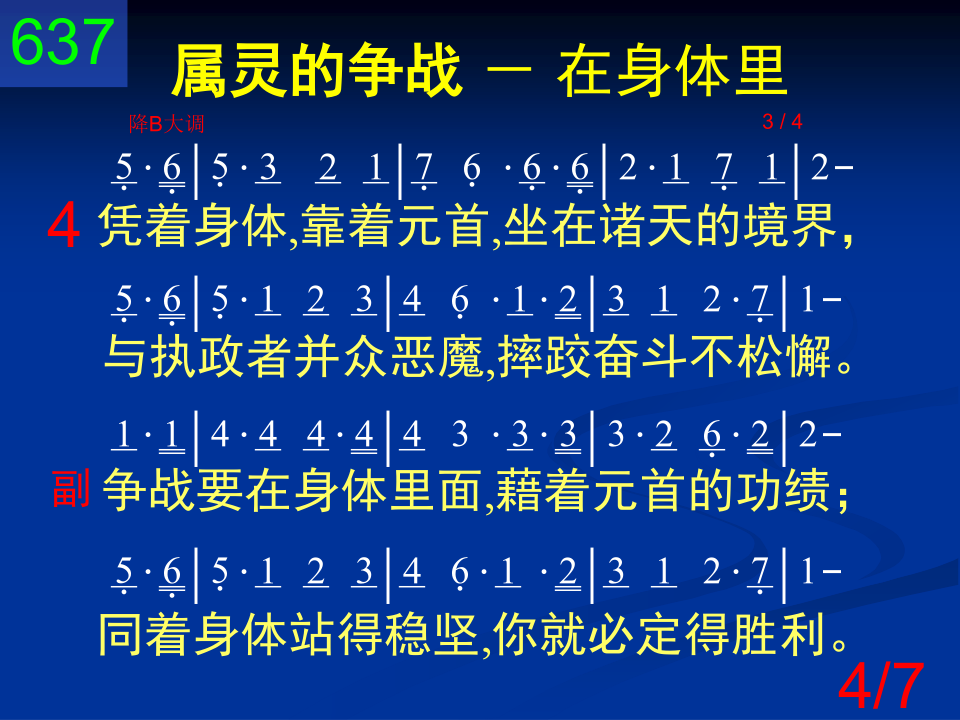 637
属灵的争战 － 在身体里
降B大调 3 / 4
5 · 6 | 5 · 3 2 1 | 7 6 · 6 · 6 | 2 · 1 7 1 | 2 −
4 凭着身体,靠着元首,坐在诸天的境界，
5 · 6 | 5 · 1 2 3 | 4 6 · 1 · 2 | 3 1 2 · 7 | 1 −
与执政者并众恶魔,摔跤奋斗不松懈。
1 · 1 | 4 · 4 4 · 4 | 4 3 · 3 · 3 | 3 · 2 6 · 2 | 2 −
副 争战要在身体里面,藉着元首的功绩；
5 · 6 | 5 · 1 2 3 | 4 6 · 1 · 2 | 3 1 2 · 7 | 1 −
同着身体站得稳坚,你就必定得胜利。
4/7